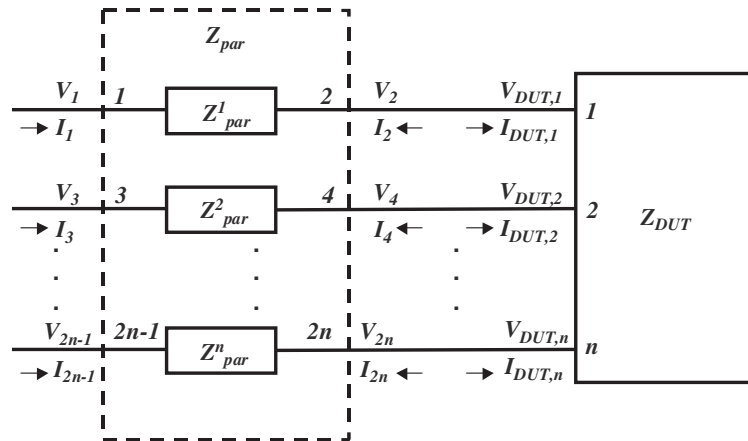 Z_par
V_1 1 2 V_2 V_DUT,1
Z^1_par 1
I_1 I_2 I_DUT,1
V_3 3 4 V_4 V_DUT,2
Z^2_par 2 Z_DUT
I_3 I_4 I_DUT,2
V_2n-1 2n-1 2n V_2n V_DUT,n
Z^n_par n
I_2n-1 I_2n I_DUT,n